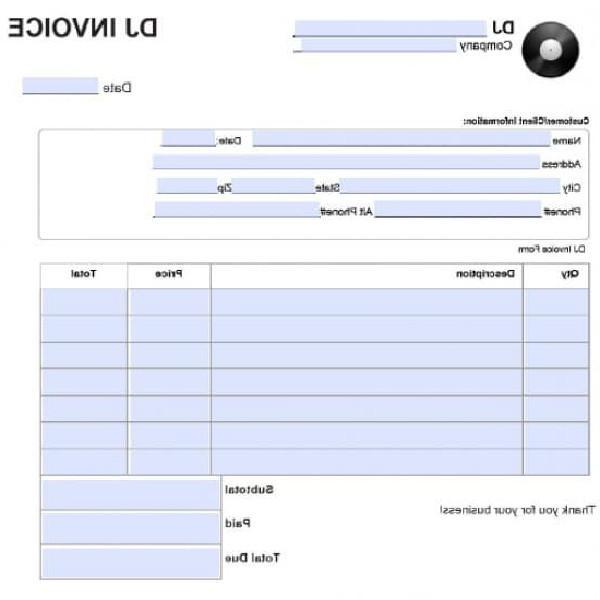 DJ DJ INVOICE
Company
Date
Customer/Client Information:
Name Date:
Address
City State Zip
Phone# Alt Phone#
DJ Invoice Form
Qty Description Price Total
Thank you for your business! Subtotal
Paid
Total Due